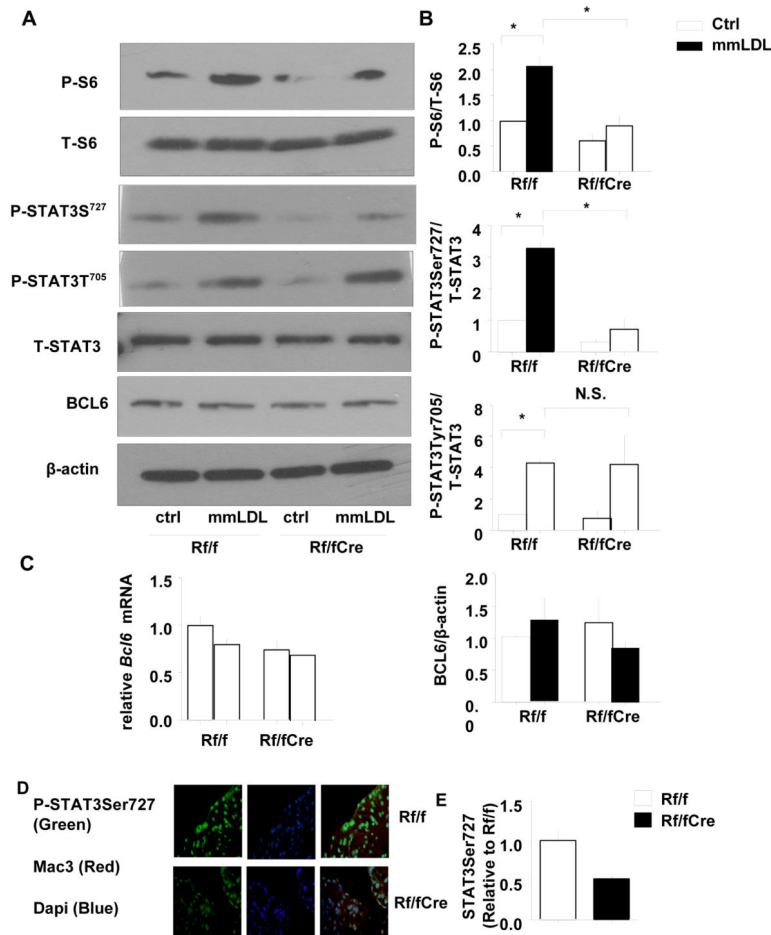 A
P-S6
T-S6
P-STAT3S727
P-STAT3T705
T-STAT3
BCL6
β-actin
ctrl mmLDL ctrl mmLDL
Rf/f Rf/fCre
B
Ctrl
mmLDL
P-S6/T-S6
2.5
2.0
1.5
1.0
0.5
0.0
* *
Rf/f Rf/fCre
P-STAT3Ser727/
T-STAT3
4
3
2
1
0
* *
Rf/f Rf/fCre
P-STAT3Tyr705/
T-STAT3
8
6
4
2
0
* N.S.
Rf/f Rf/fCre
BCL6/β-actin
2.0
1.5
1.0
0.5
0.
0
Rf/f Rf/fCre
C
relative Bcl6 mRNA
1.5
1.0
0.5
0.0
Rf/f Rf/fCre
D
P-STAT3Ser727
(Green)
Mac3 (Red)
Dapi (Blue)
Rf/f
Rf/fCre
E
STAT3Ser727
(Relative to Rf/f)
1.5
1.0
0.5
0.0
Rf/f
Rf/fCre